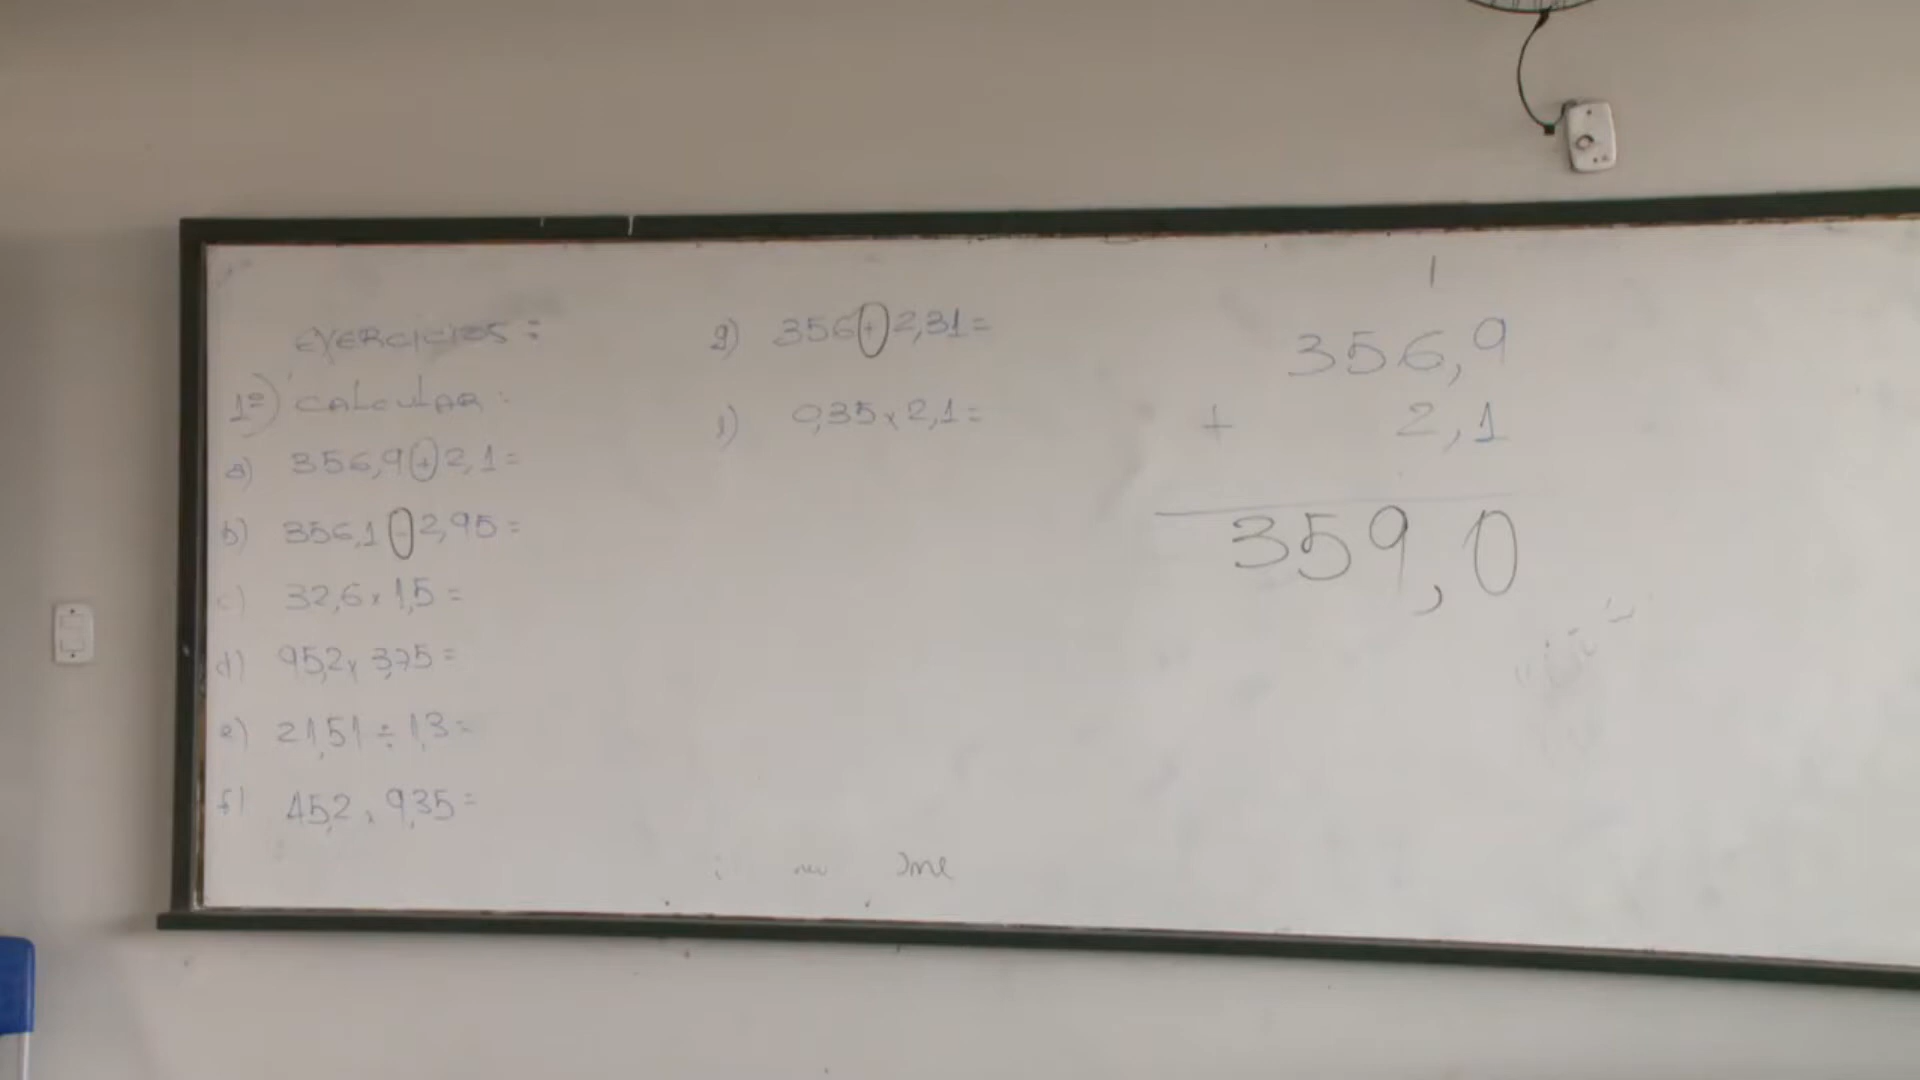 EXERCICIOS:
1º) CALCULAR:
a) 356,9 + 2,1 =
b) 356,1 - 2,95 =
c) 32,6 x 1,5 =
d) 95,2 x 3,75 =
e) 21,51 ÷ 1,3 =
f) 45,2 x 9,35 =
g) 356 + 2,31 =
0,35 x 2,1 =
1
356,9
+ 2,1
359,0